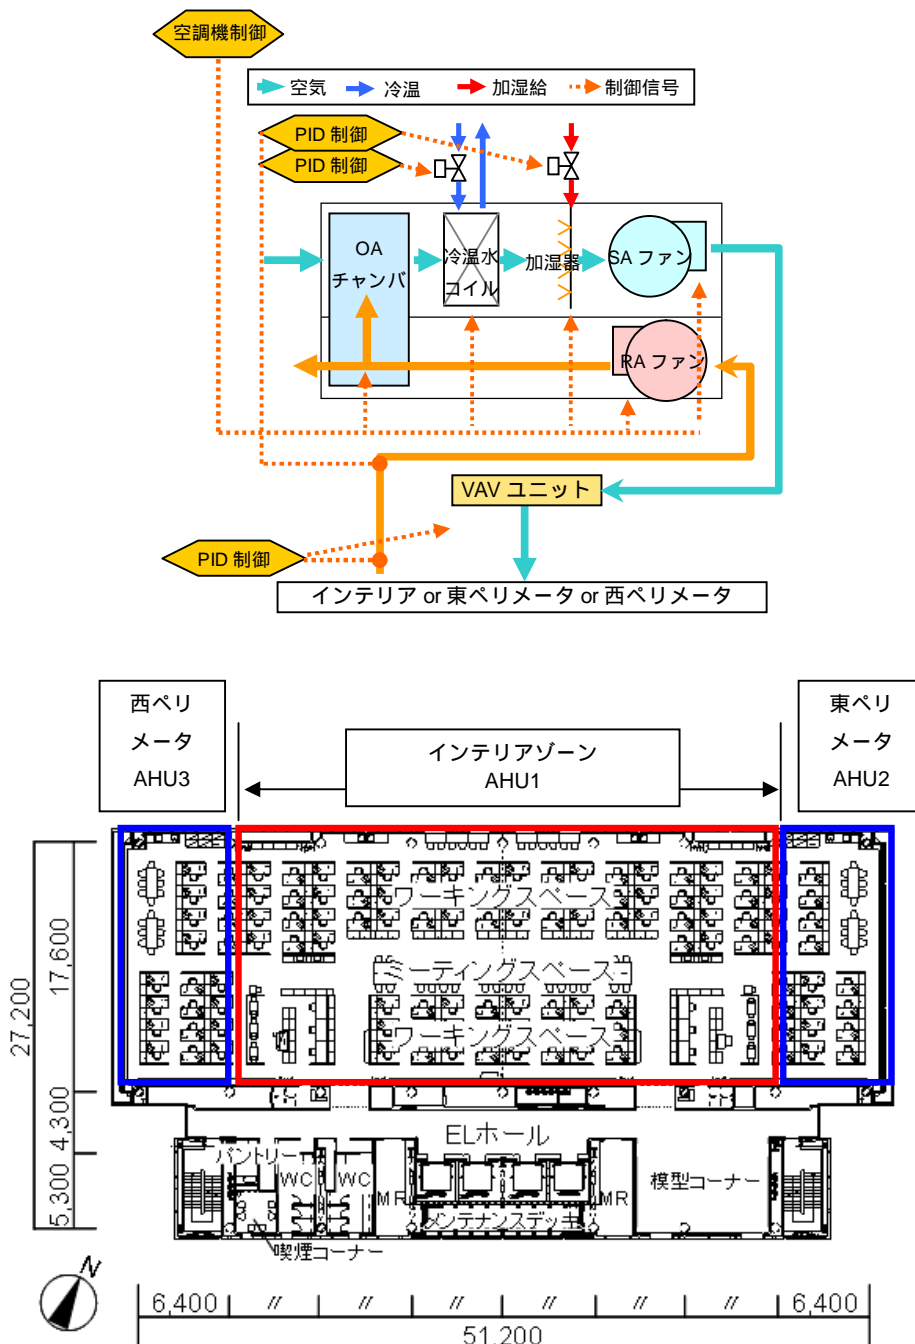 空調機制御
空気
冷温
加湿給
制御信号
PID 制御
PID 制御
OA
チャンバ
冷温水
コイル
加湿器
SA ファン
RA ファン
VAV ユニット
PID 制御
インテリア or 東ペリメータ or 西ペリメータ
西ペリ
メータ
AHU3
インテリアゾーン
AHU1
東ペリ
メータ
AHU2
ワーキングスペース
ミーティングスペース
ワーキングスペース
27,200
17,600
4,300
5,300
ELホール
パントリー
WC
WC
MR
MR
模型コーナー
メンテナンスデッキ
喫煙コーナー
N
6,400
〃
〃
〃
〃
〃
〃
6,400
51,200